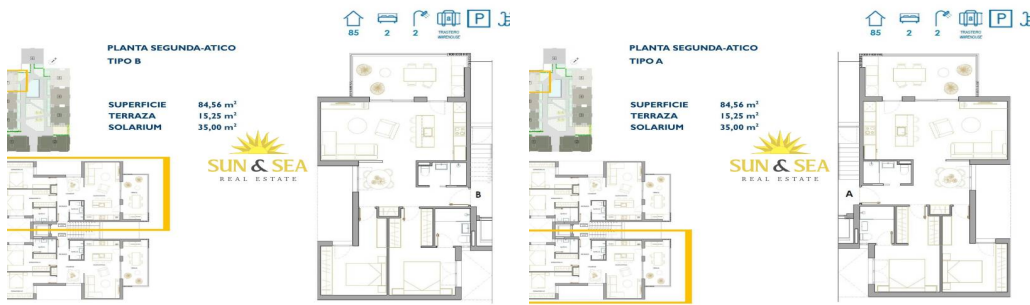 85 2 2 TRASTERO WAREHOUSE P
PLANTA SEGUNDA-ATICO
TIPO B
SUPERFICIE 84,56 m²
TERRAZA 15,25 m²
SOLARIUM 35,00 m²
SUN & SEA
REAL ESTATE
B
85 2 2 TRASTERO WAREHOUSE P
PLANTA SEGUNDA-ATICO
TIPO A
SUPERFICIE 84,56 m²
TERRAZA 15,25 m²
SOLARIUM 35,00 m²
SUN & SEA
REAL ESTATE
A